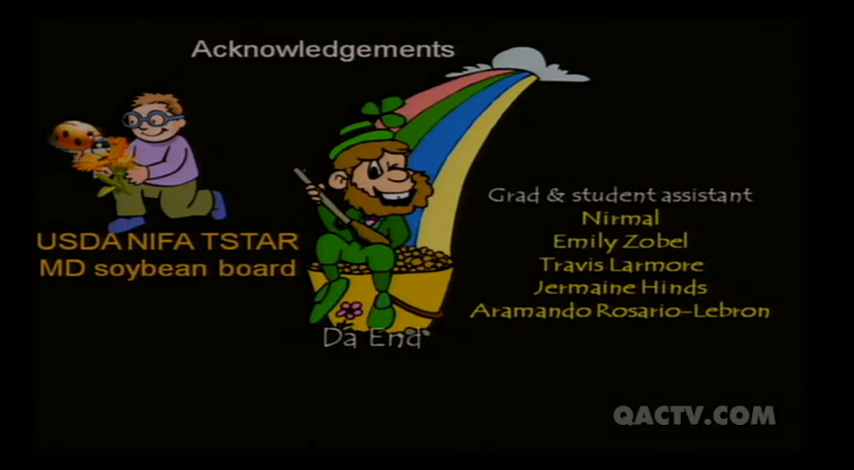 Acknowledgements
USDA NIFA TSTAR
MD soybean board
Grad & student assistant
Nirmal
Emily Zobel
Travis Larmore
Jermaine Hinds
Aramando Rosario-Lebron
Da End
QACTV.COM